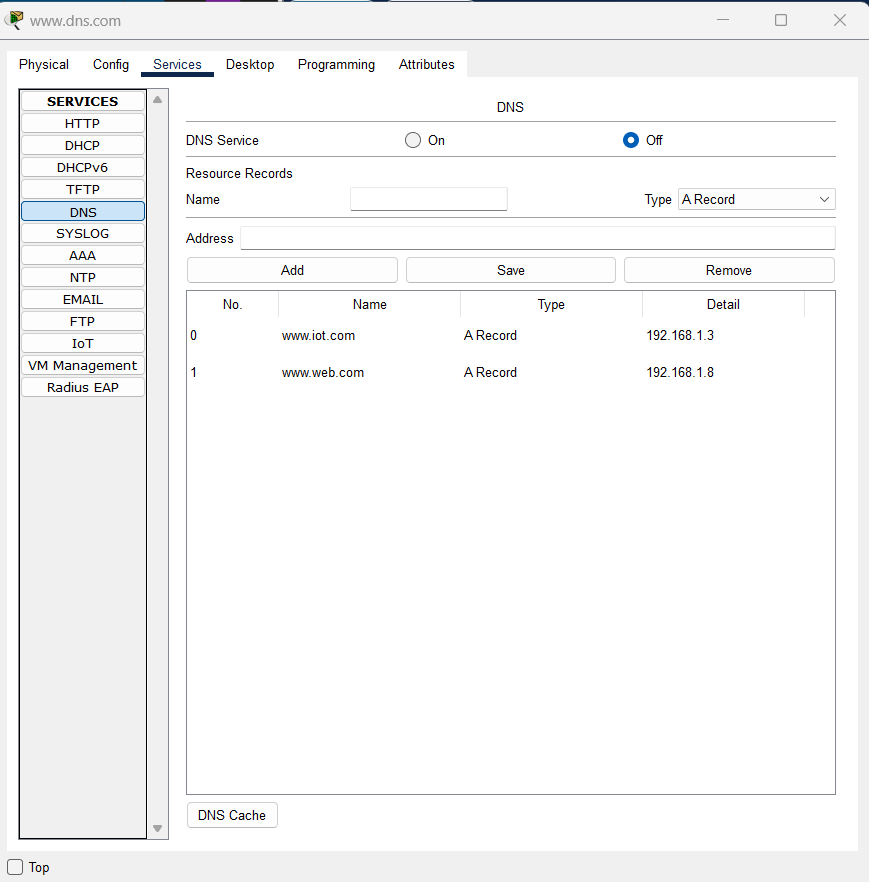 www.dns.com
Physical Config Services Desktop Programming Attributes
SERVICES
HTTP
DHCP
DHCPv6
TFTP
DNS
SYSLOG
AAA
NTP
EMAIL
FTP
IoT
VM Management
Radius EAP
DNS
DNS Service On Off
Resource Records
Name Type A Record
Address
Add Save Remove
No. Name Type Detail
0 www.iot.com A Record 192.168.1.3
1 www.web.com A Record 192.168.1.8
DNS Cache
Top